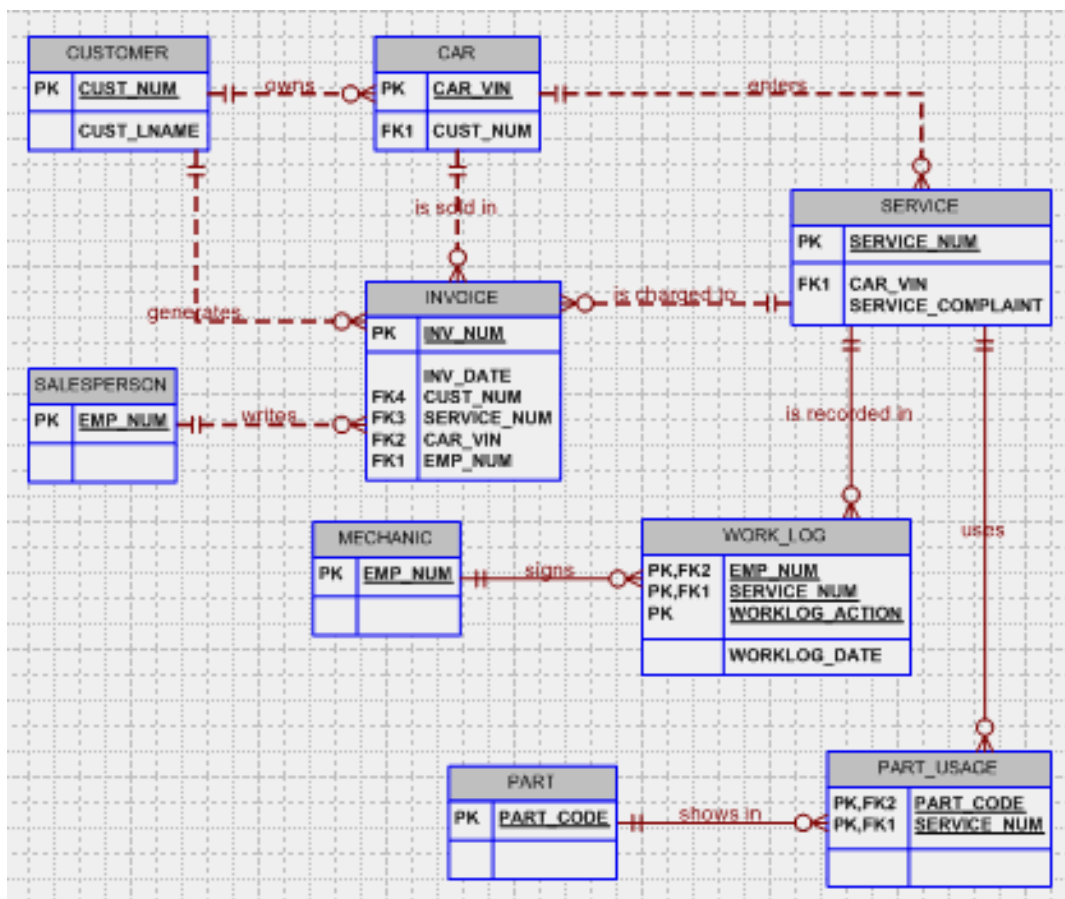 CUSTOMER
PK CUST_NUM
CUST_LNAME
owns
CAR
PK CAR_VIN
FK1 CUST_NUM
enters
is sold in
SERVICE
PK SERVICE_NUM
FK1 CAR_VIN
SERVICE_COMPLAINT
generates
INVOICE
PK INV_NUM
INV_DATE
FK4 CUST_NUM
FK3 SERVICE_NUM
FK2 CAR_VIN
FK1 EMP_NUM
is charged to
SALESPERSON
PK EMP_NUM
writes
is recorded in
uses
MECHANIC
PK EMP_NUM
signs
WORK_LOG
PK,FK2 EMP_NUM
PK,FK1 SERVICE_NUM
PK WORKLOG_ACTION
WORKLOG_DATE
PART
PK PART_CODE
shows in
PART_USAGE
PK,FK2 PART_CODE
PK,FK1 SERVICE_NUM